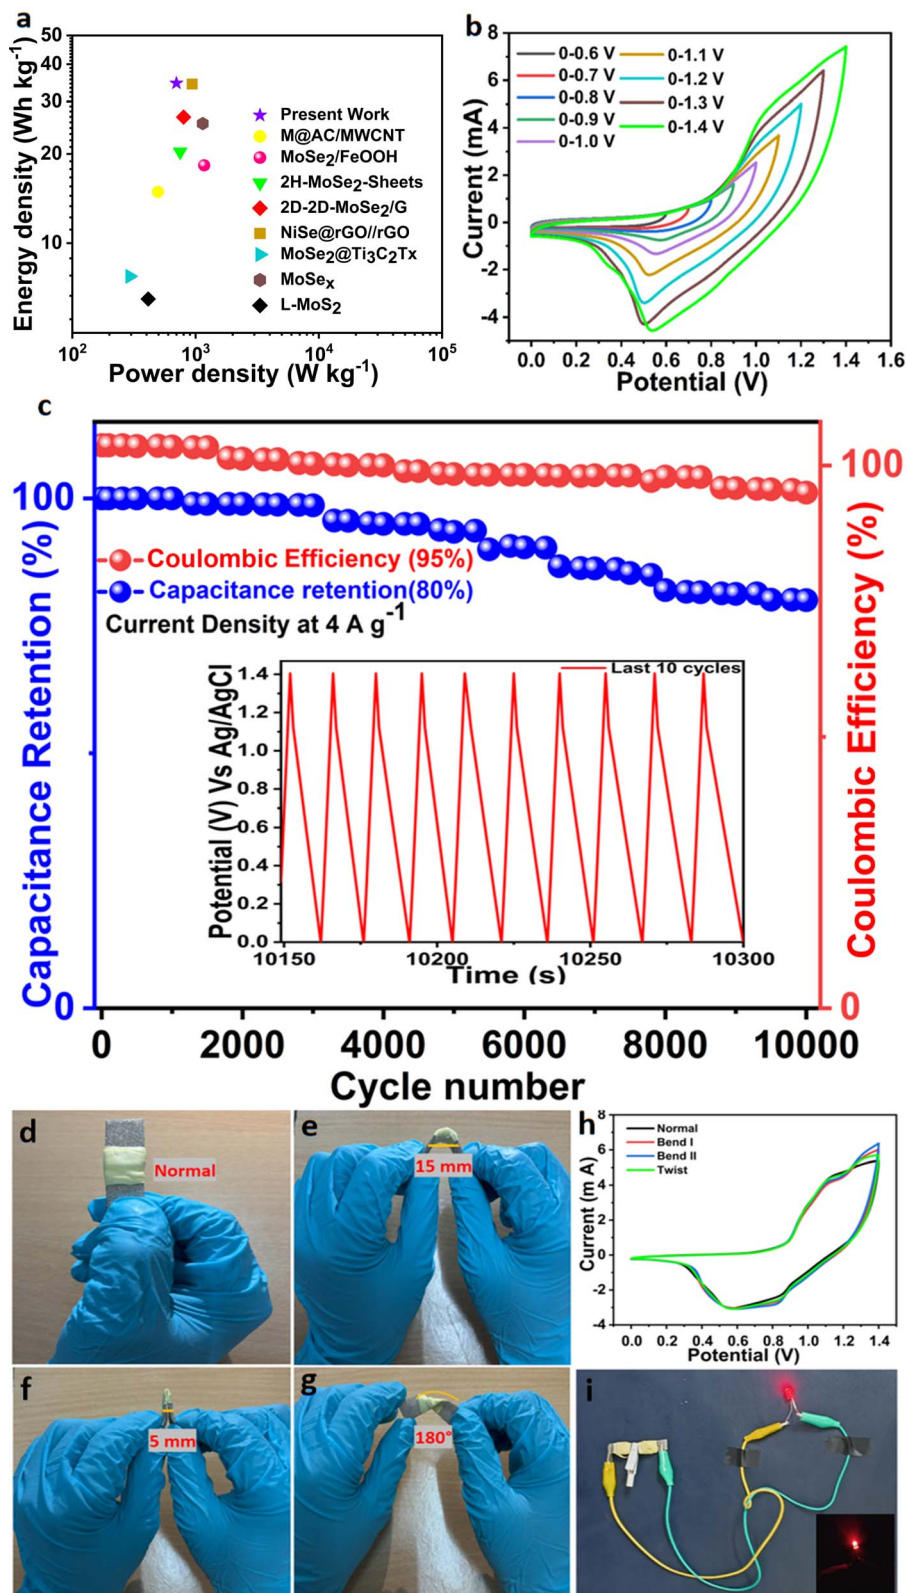 a
Energy density (Wh kg⁻¹)
50
40
30
20
10
Present Work
M@AC/MWCNT
MoSe₂/FeOOH
2H-MoSe₂-Sheets
2D-2D-MoSe₂/G
NiSe@rGO//rGO
MoSe₂@Ti₃C₂Tx
MoSeₓ
L-MoS₂
10² 10³ 10⁴ 10⁵
Power density (W kg⁻¹)
b
Current (mA)
8
6
4
2
0
-2
-4
0-0.6 V 0-1.1 V
0-0.7 V 0-1.2 V
0-0.8 V 0-1.3 V
0-0.9 V 0-1.4 V
0-1.0 V
0.0 0.2 0.4 0.6 0.8 1.0 1.2 1.4 1.6
Potential (V)
c
Capacitance Retention (%)
100
0
Coulombic Efficiency (%)
100
0
Coulombic Efficiency (95%)
Capacitance retention(80%)
Current Density at 4 A g⁻¹
Last 10 cycles
Potential (V) Vs Ag/AgCl
1.4
1.2
1.0
0.8
0.6
0.4
0.2
0.0
10150 10200 10250 10300
Time (s)
0 2000 4000 6000 8000 10000
Cycle number
d
Normal
e
15 mm
f
5 mm
g
180°
h
Current (m A)
8
6
4
2
0
-2
-4
Normal
Bend I
Bend II
Twist
0.0 0.2 0.4 0.6 0.8 1.0 1.2 1.4
Potential (V)
i